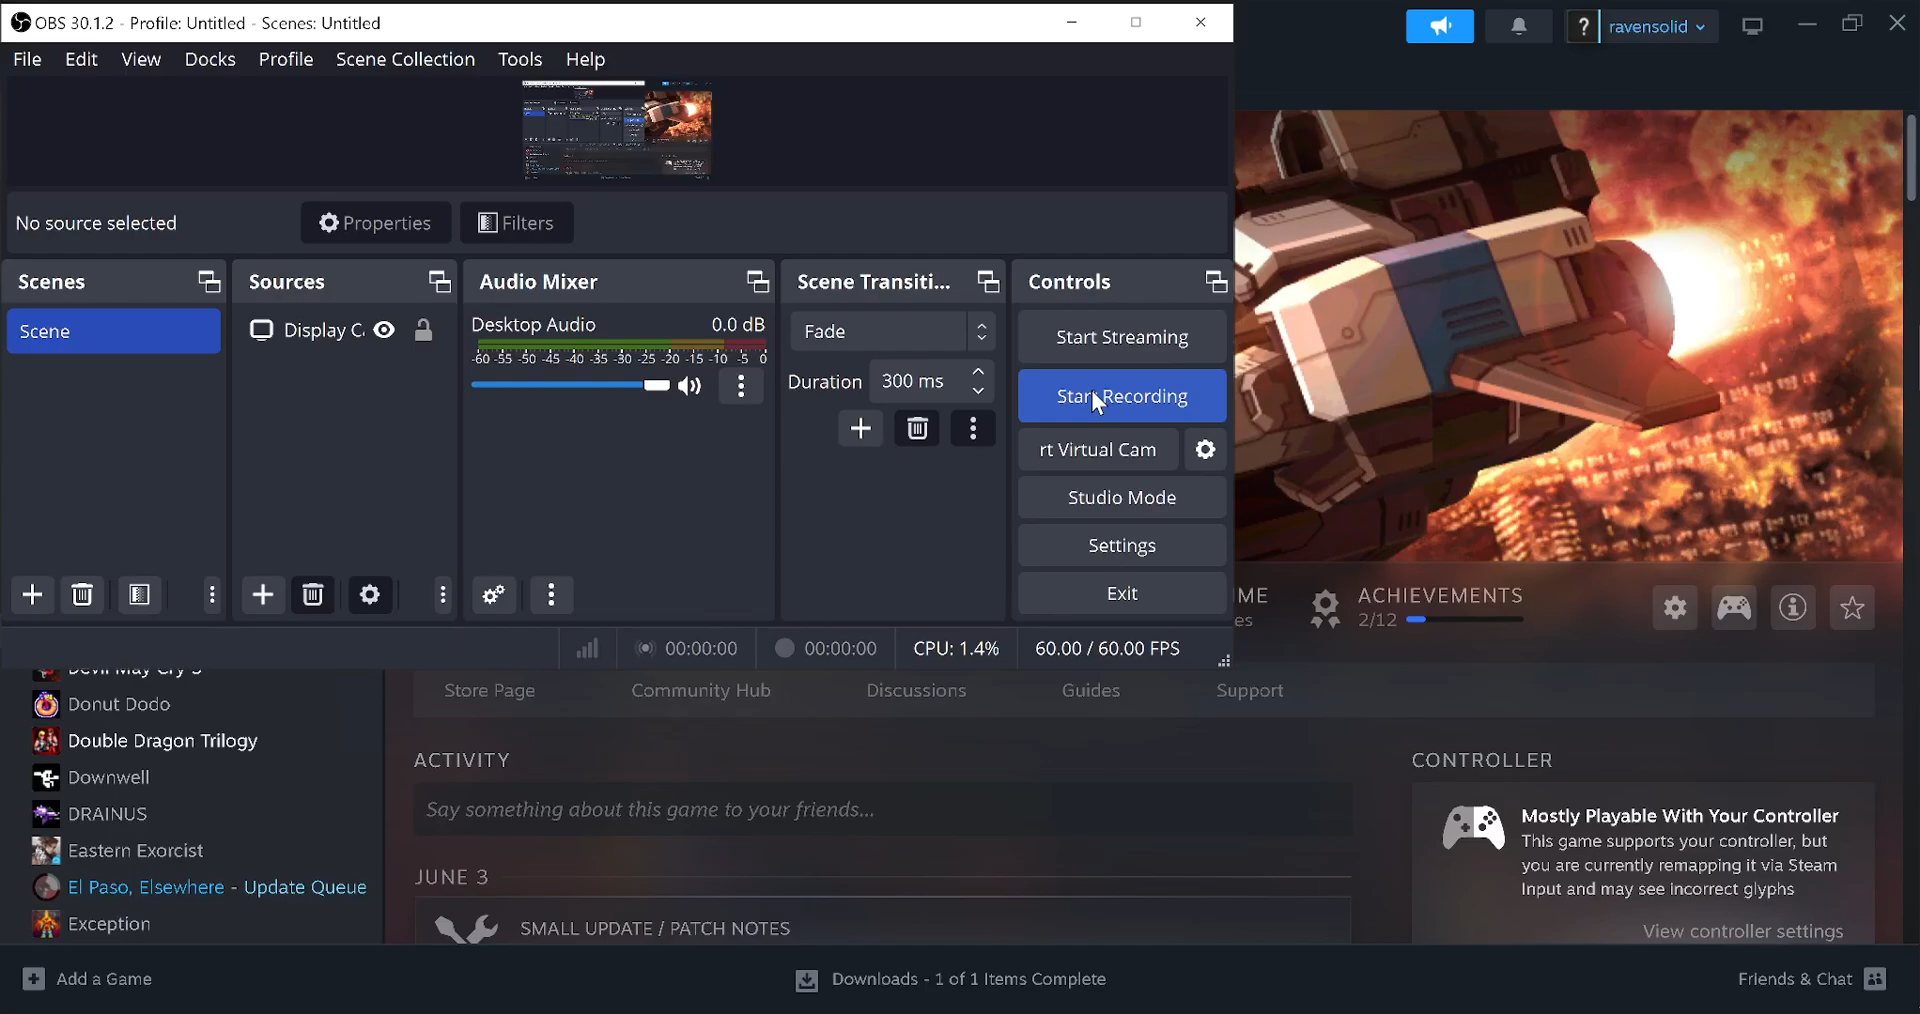 OBS 30.1.2 - Profile: Untitled - Scenes: Untitled
File Edit View Docks Profile Scene Collection Tools Help
? ravensolid
No source selected Properties Filters
Scenes Sources Audio Mixer Scene Transiti... Controls
Scene
Display C
Desktop Audio 0.0 dB
-60 -55 -50 -45 -40 -35 -30 -25 -20 -15 -10 -5 0
Fade
Duration 300 ms
Start Streaming
Start Recording
rt Virtual Cam
Studio Mode
Settings
Exit
00:00:00 00:00:00 CPU: 1.4% 60.00 / 60.00 FPS
ME
es
ACHIEVEMENTS
2/12
Devil May Cry 5
Donut Dodo
Double Dragon Trilogy
Downwell
DRAINUS
Eastern Exorcist
El Paso, Elsewhere - Update Queue
Exception
Store Page Community Hub Discussions Guides Support
ACTIVITY
Say something about this game to your friends...
JUNE 3
SMALL UPDATE / PATCH NOTES
CONTROLLER
Mostly Playable With Your Controller
This game supports your controller, but
you are currently remapping it via Steam
Input and may see incorrect glyphs
View controller settings
Add a Game
Downloads - 1 of 1 Items Complete
Friends & Chat